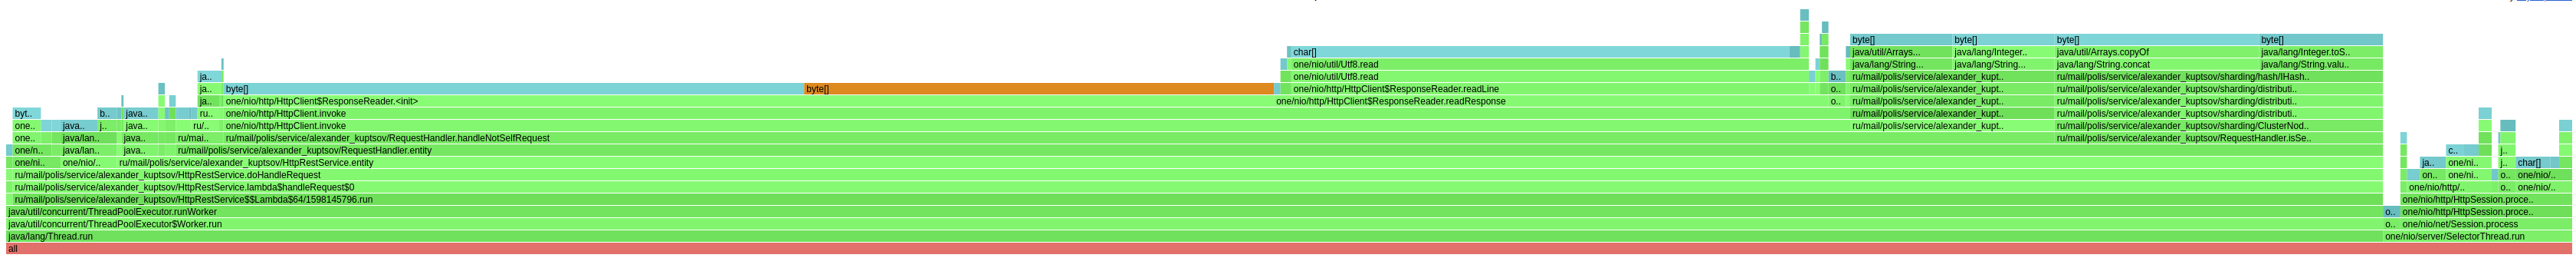 byte[] byte[] byte[] byte[]
char[] java/util/Arrays... java/lang/Integer.. java/util/Arrays.copyOf java/lang/Integer.toS..
one/nio/util/Utf8.read java/lang/String... java/lang/String... java/lang/String.concat java/lang/String.valu..
ja.. one/nio/util/Utf8.read b.. ru/mail/polis/service/alexander_kupt.. ru/mail/polis/service/alexander_kuptsov/sharding/hash/IHash..
ja.. byte[] byte[] one/nio/http/HttpClient$ResponseReader.readLine o.. ru/mail/polis/service/alexander_kupt.. ru/mail/polis/service/alexander_kuptsov/sharding/distributi..
ja.. one/nio/http/HttpClient$ResponseReader.<init> one/nio/http/HttpClient$ResponseReader.readResponse o.. ru/mail/polis/service/alexander_kupt.. ru/mail/polis/service/alexander_kuptsov/sharding/distributi..
byt.. b.. java.. ru.. one/nio/http/HttpClient.invoke ru/mail/polis/service/alexander_kupt.. ru/mail/polis/service/alexander_kuptsov/sharding/distributi..
one.. java.. j.. java.. ru/.. one/nio/http/HttpClient.invoke ru/mail/polis/service/alexander_kupt.. ru/mail/polis/service/alexander_kuptsov/sharding/ClusterNod..
one.. java/lan.. java.. ru/mai.. ru/mail/polis/service/alexander_kuptsov/RequestHandler.handleNotSelfRequest ru/mail/polis/service/alexander_kuptsov/RequestHandler.isSe..
one/n.. java/lan.. java.. ru/mail/polis/service/alexander_kuptsov/RequestHandler.entity c.. j..
one/ni.. one/nio/.. ru/mail/polis/service/alexander_kuptsov/HttpRestService.entity ja.. one/ni.. j.. char[]
ru/mail/polis/service/alexander_kuptsov/HttpRestService.doHandleRequest on.. one/ni.. o.. one/nio/..
ru/mail/polis/service/alexander_kuptsov/HttpRestService.lambda$handleRequest$0 one/nio/http/.. o.. one/nio/..
ru/mail/polis/service/alexander_kuptsov/HttpRestService$$Lambda$64/1598145796.run one/nio/http/HttpSession.proce..
java/util/concurrent/ThreadPoolExecutor.runWorker o.. one/nio/http/HttpSession.proce..
java/util/concurrent/ThreadPoolExecutor$Worker.run o.. one/nio/net/Session.process
java/lang/Thread.run one/nio/server/SelectorThread.run
all